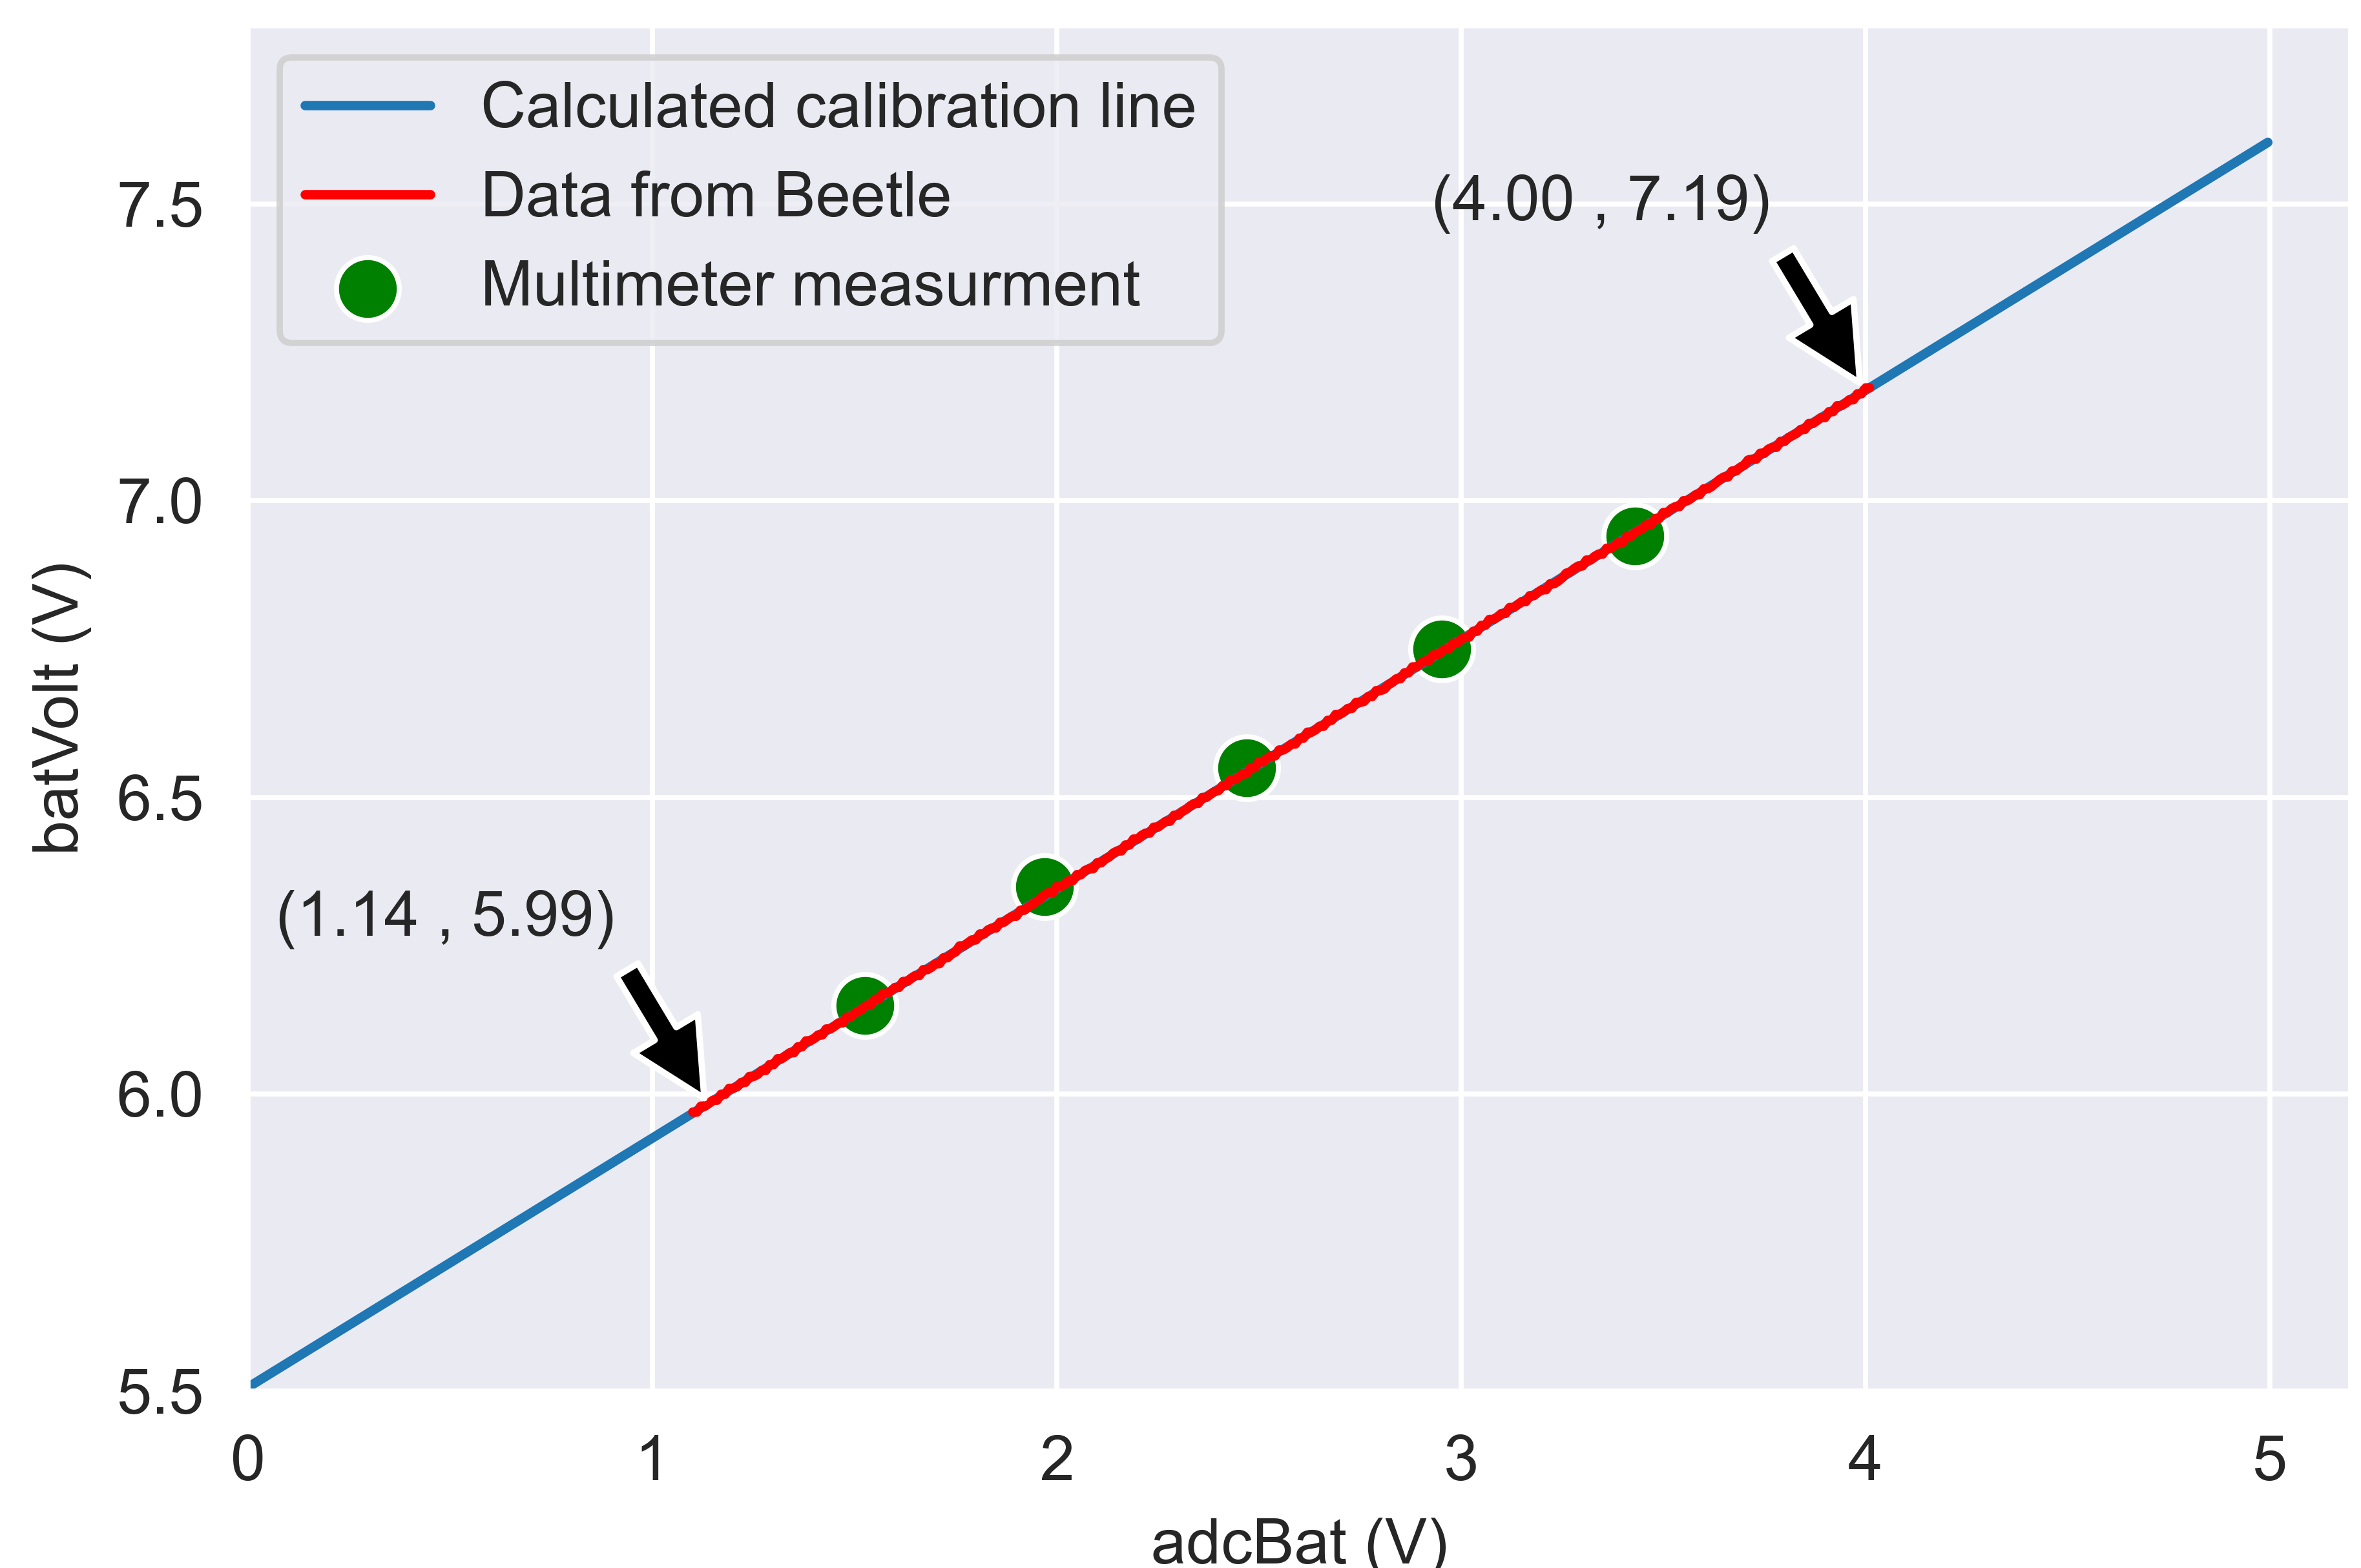 Calculated calibration line
Data from Beetle
Multimeter measurment
(4.00 , 7.19)
(1.14 , 5.99)
7.5
7.0
6.5
6.0
5.5
batVolt (V)
0 1 2 3 4 5
adcBat (V)